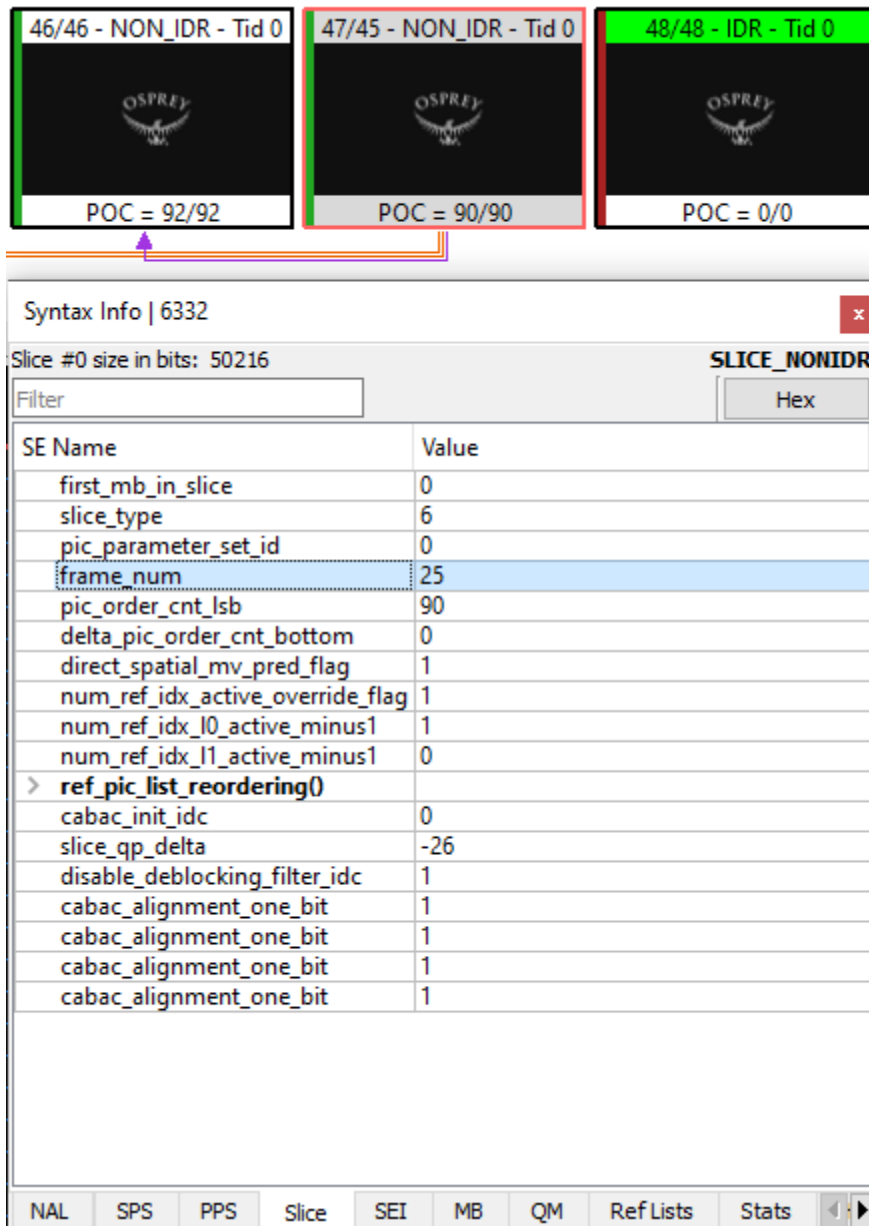 46/46 - NON_IDR - Tid 0
47/45 - NON_IDR - Tid 0
48/48 - IDR - Tid 0
OSPREY
OSPREY
OSPREY
POC = 92/92
POC = 90/90
POC = 0/0
Syntax Info | 6332
x
Slice #0 size in bits: 50216
SLICE_NONIDR
Filter
Hex
SE Name Value
first_mb_in_slice 0
slice_type 6
pic_parameter_set_id 0
frame_num 25
pic_order_cnt_lsb 90
delta_pic_order_cnt_bottom 0
direct_spatial_mv_pred_flag 1
num_ref_idx_active_override_flag 1
num_ref_idx_l0_active_minus1 1
num_ref_idx_l1_active_minus1 0
ref_pic_list_reordering()
cabac_init_idc 0
slice_qp_delta -26
disable_deblocking_filter_idc 1
cabac_alignment_one_bit 1
cabac_alignment_one_bit 1
cabac_alignment_one_bit 1
cabac_alignment_one_bit 1
NAL SPS PPS Slice SEI MB QM Ref Lists Stats